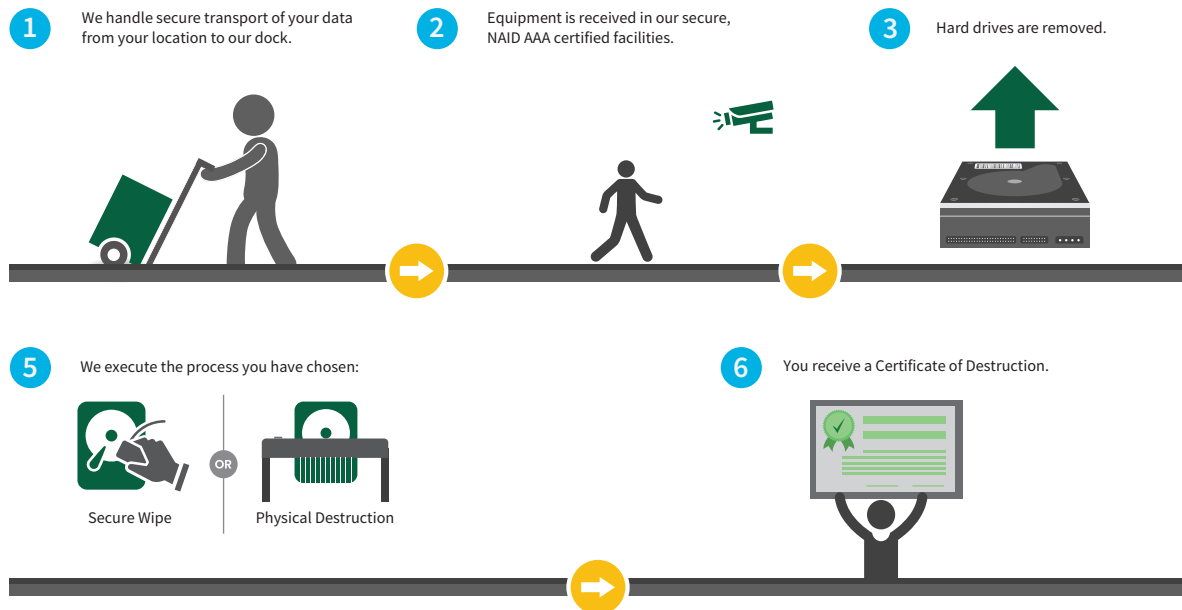 1
We handle secure transport of your data
from your location to our dock.
2
Equipment is received in our secure,
NAID AAA certified facilities.
3
Hard drives are removed.
5
We execute the process you have chosen:
OR
Secure Wipe
Physical Destruction
6
You receive a Certificate of Destruction.